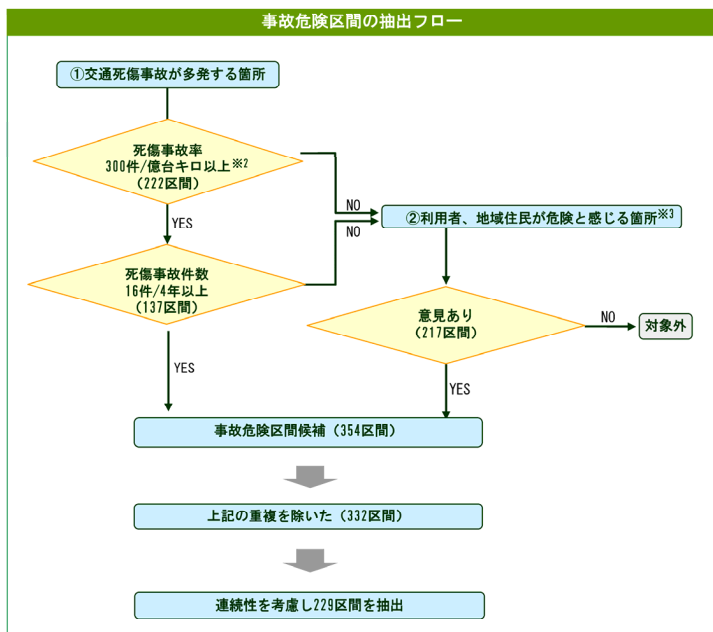 事故危険区間の抽出フロー
①交通死傷事故が多発する箇所
死傷事故率
300件/億台キロ以上※2
(222区間)
NO
YES
②利用者、地域住民が危険と感じる箇所※3
NO
死傷事故件数
16件/4年以上
(137区間)
意見あり
(217区間)
NO
対象外
YES
YES
事故危険区間候補(354区間)
上記の重複を除いた(332区間)
連続性を考慮し229区間を抽出